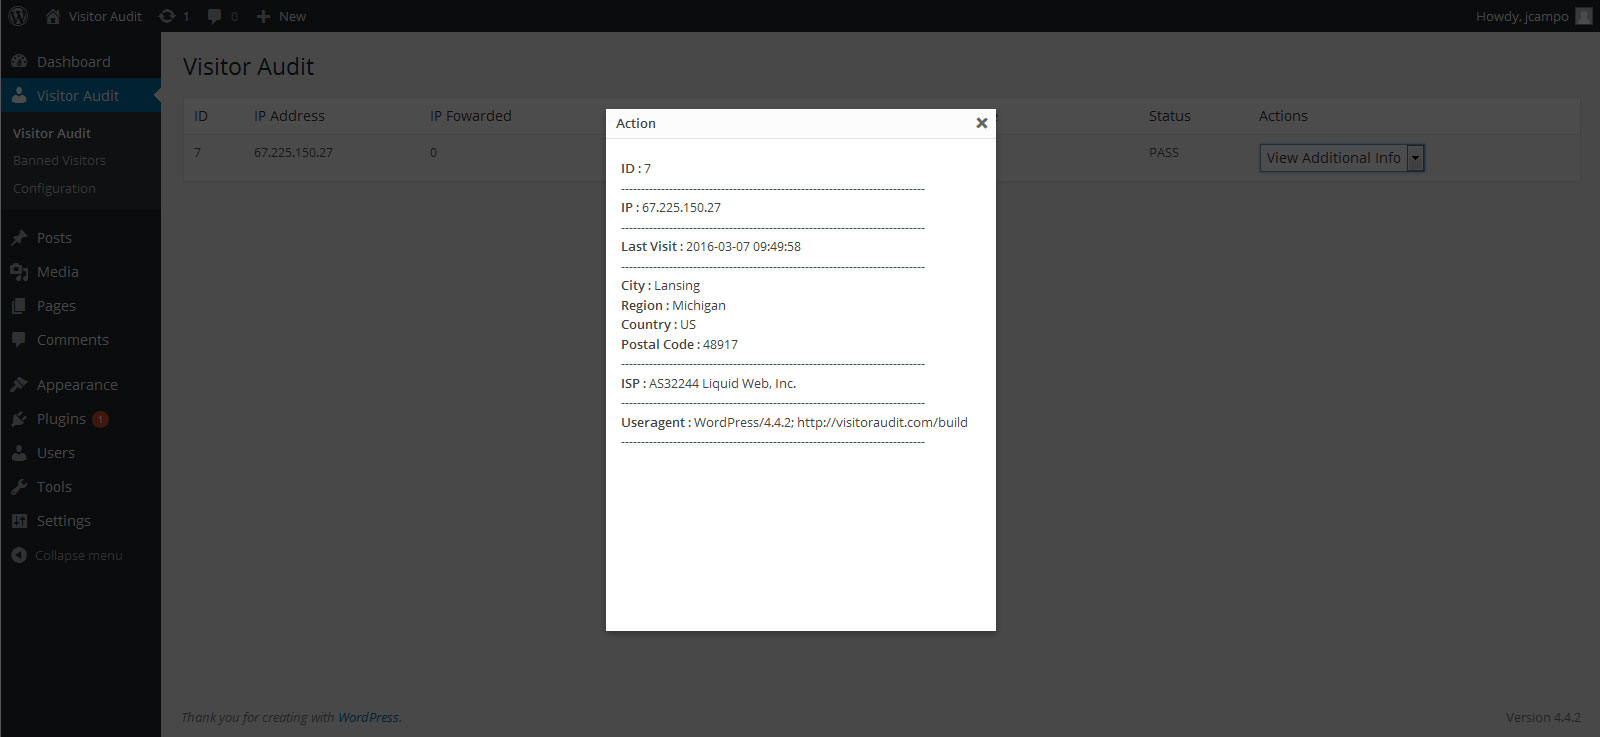 Visitor Audit 1 0 New Howdy, jcampo
Dashboard
Visitor Audit
Visitor Audit
Banned Visitors
Configuration
Posts
Media
Pages
Comments
Appearance
Plugins 1
Users
Tools
Settings
Collapse menu
Visitor Audit
ID IP Address IP Fowarded Status Actions
7 67.225.150.27 0 PASS View Additional Info
Action
ID : 7
----------------------------------------------------------------------------
IP : 67.225.150.27
----------------------------------------------------------------------------
Last Visit : 2016-03-07 09:49:58
----------------------------------------------------------------------------
City : Lansing
Region : Michigan
Country : US
Postal Code : 48917
----------------------------------------------------------------------------
ISP : AS32244 Liquid Web, Inc.
----------------------------------------------------------------------------
Useragent : WordPress/4.4.2; http://visitoraudit.com/build
----------------------------------------------------------------------------
Thank you for creating with WordPress. Version 4.4.2